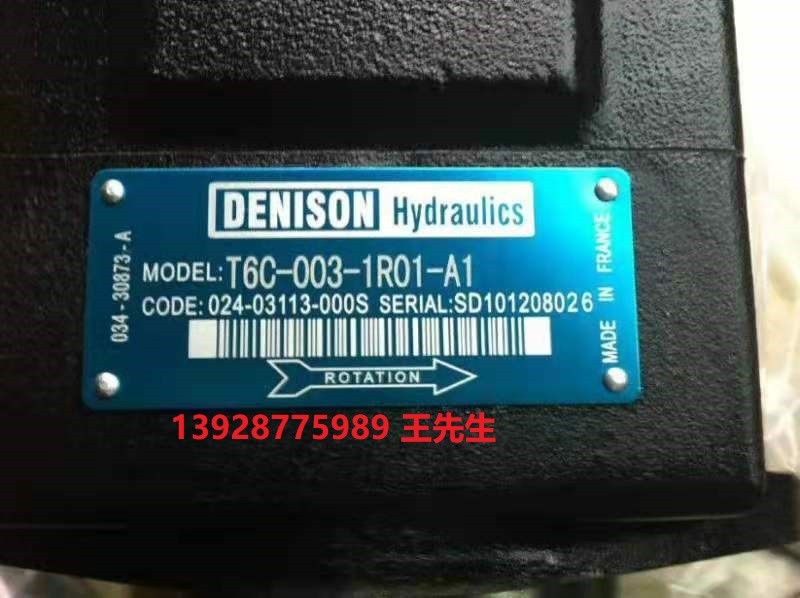 DENISON Hydraulics
MODEL:T6C-003-1R01-A1
CODE:024-03113-000S SERIAL:SD101208026
ROTATION
034-30873-A
MADE IN FRANCE
13928775989 王先生